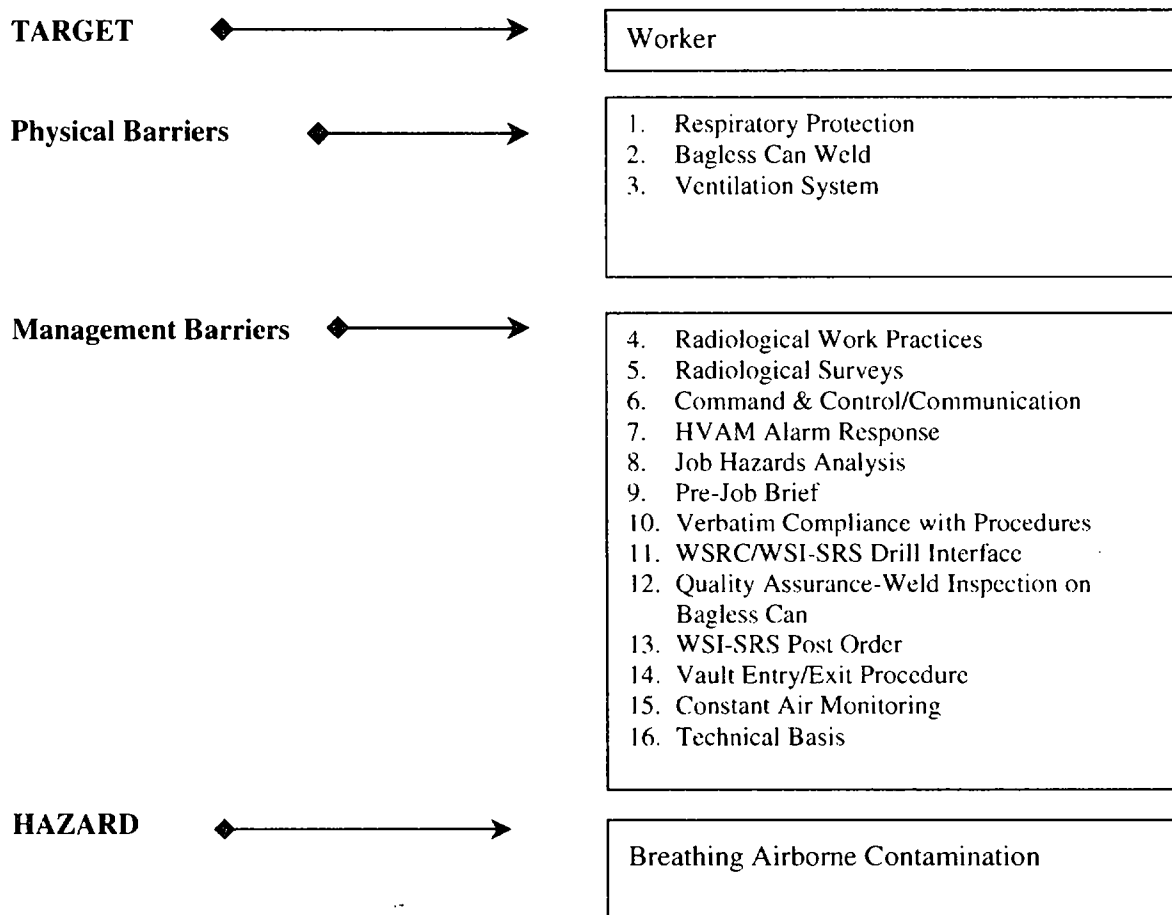 TARGET
Worker
Physical Barriers
1. Respiratory Protection
2. Bagless Can Weld
3. Ventilation System
Management Barriers
4. Radiological Work Practices
5. Radiological Surveys
6. Command & Control/Communication
7. HVAM Alarm Response
8. Job Hazards Analysis
9. Pre-Job Brief
10. Verbatim Compliance with Procedures
11. WSRC/WSI-SRS Drill Interface
12. Quality Assurance-Weld Inspection on
Bagless Can
13. WSI-SRS Post Order
14. Vault Entry/Exit Procedure
15. Constant Air Monitoring
16. Technical Basis
HAZARD
Breathing Airborne Contamination